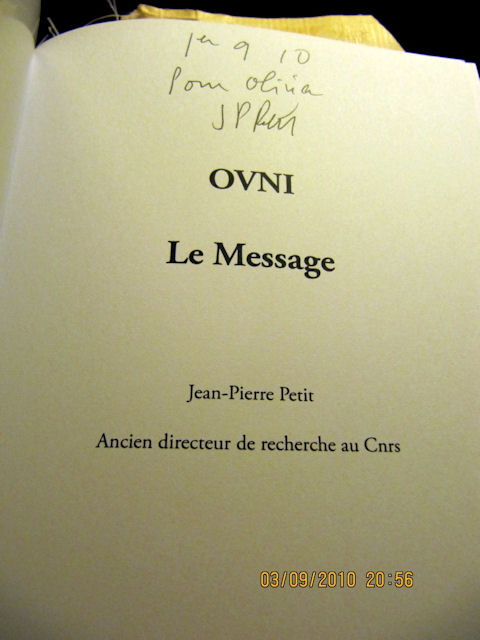 1er 9 10
Pour Olivia
J P Petit
OVNI
Le Message
Jean-Pierre Petit
Ancien directeur de recherche au Cnrs
03/09/2010 20:56